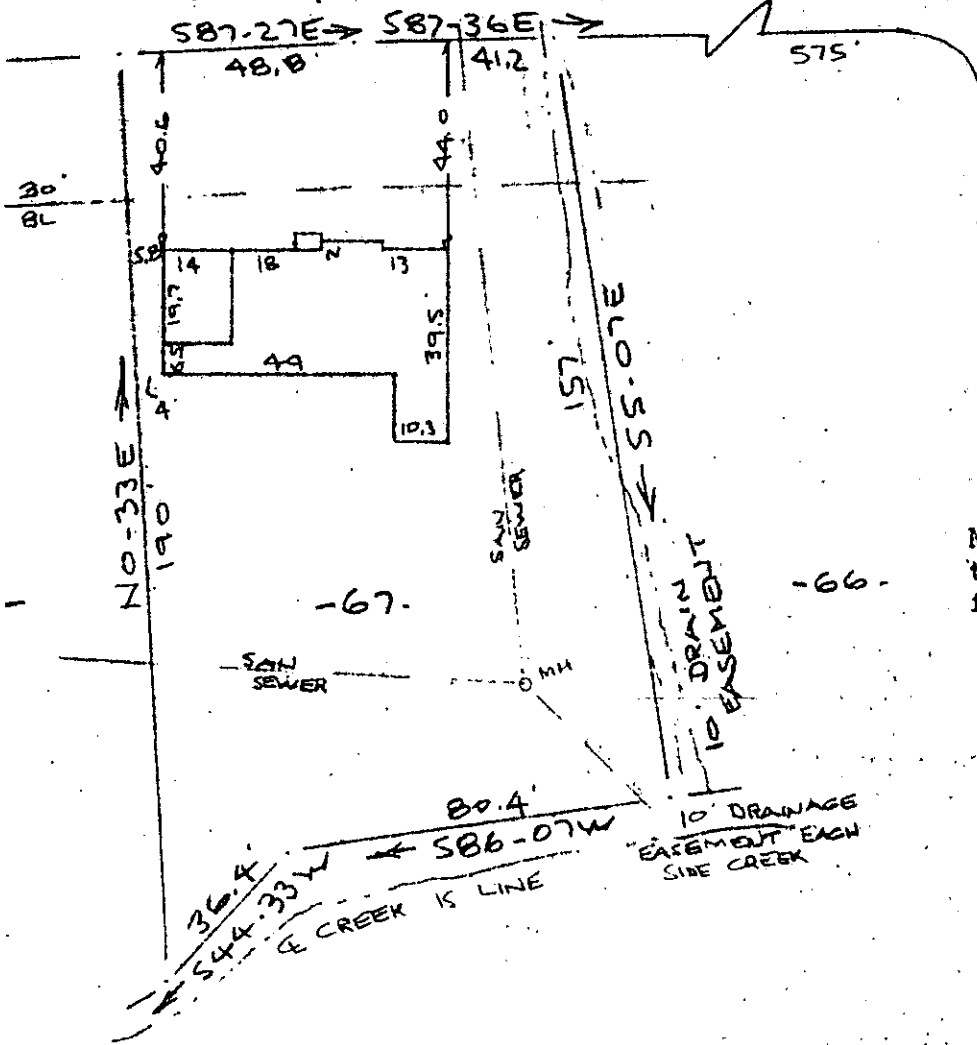 S87-27E→ S87-36E →
48.8' 41.2 575'
40.6
44.0
30'
BL
5.8 14 18 2 13
19.7
6.5
39.5'
44
4
10.3
157
← S5-07E
N0-33E →
190'
SAN
SEWER
-67. -66-
SAN
SEWER
MH
10' DRAIN
EASEMENT
80.4'
← S86-07W
10' DRAINAGE
EASEMENT EACH
SIDE CREEK
36.4'
← S44-33W
℄ CREEK IS LINE